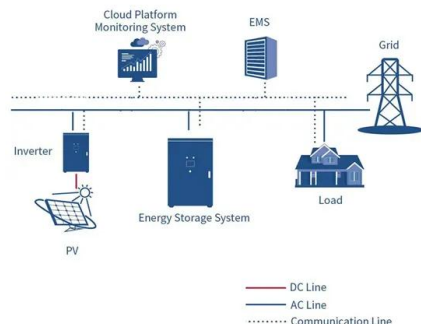 Cloud Platform
Monitoring System
EMS
Grid
Inverter
Energy Storage System
Load
PV
DC Line
AC Line
Communication Line